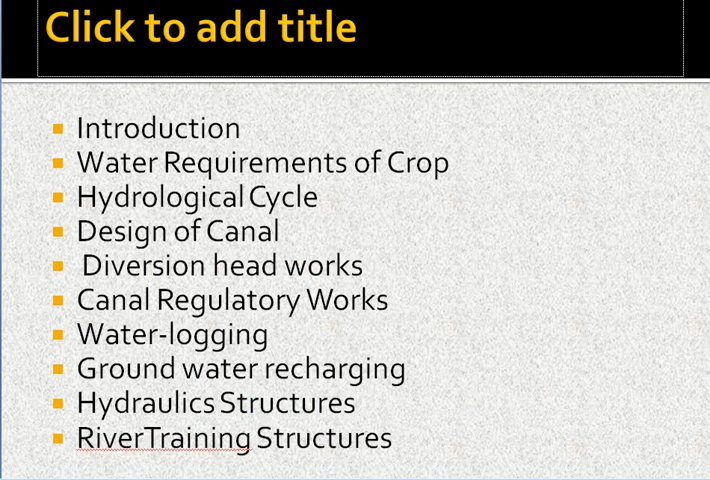 Click to add title
Introduction
Water Requirements of Crop
Hydrological Cycle
Design of Canal
Diversion head works
Canal Regulatory Works
Water-logging
Ground water recharging
Hydraulics Structures
RiverTraining Structures